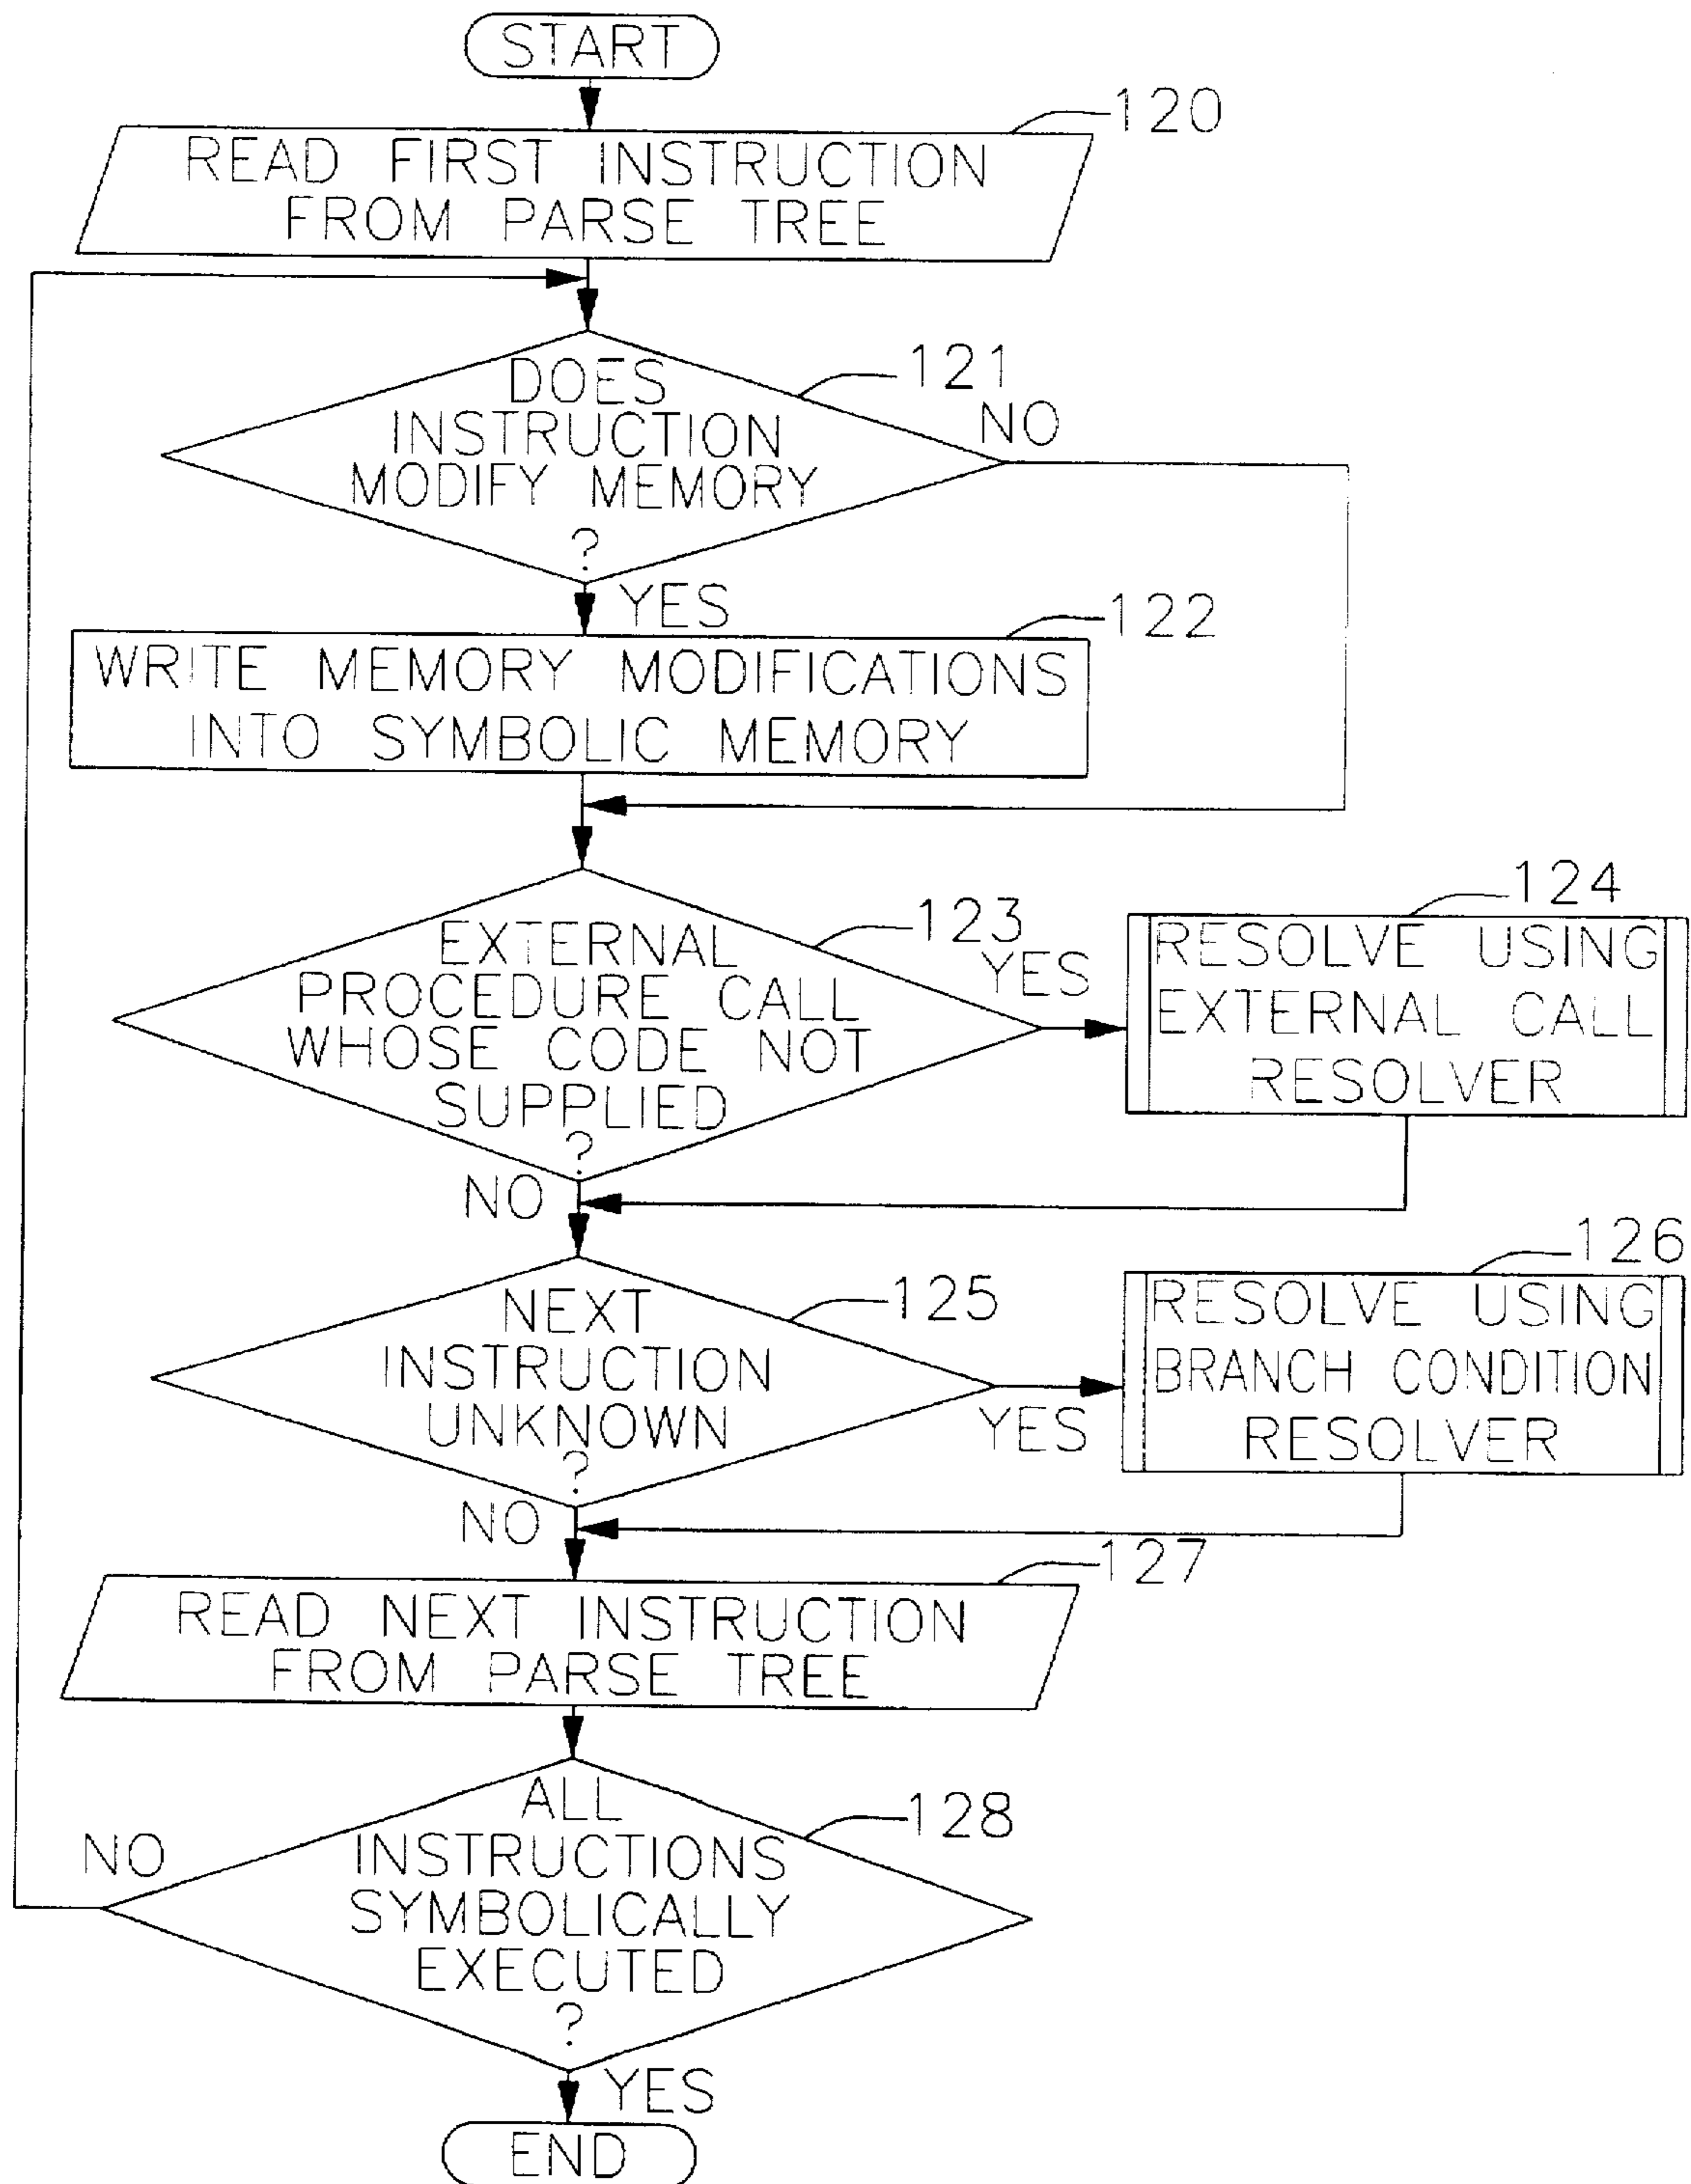 START
120
READ FIRST INSTRUCTION
FROM PARSE TREE
121
DOES
INSTRUCTION
MODIFY MEMORY
?
NO
YES
122
WRITE MEMORY MODIFICATIONS
INTO SYMBOLIC MEMORY
123
EXTERNAL
PROCEDURE CALL
WHOSE CODE NOT
SUPPLIED
?
YES
124
RESOLVE USING
EXTERNAL CALL
RESOLVER
NO
125
NEXT
INSTRUCTION
UNKNOWN
?
YES
126
RESOLVE USING
BRANCH CONDITION
RESOLVER
NO
127
READ NEXT INSTRUCTION
FROM PARSE TREE
128
ALL
INSTRUCTIONS
SYMBOLICALLY
EXECUTED
?
NO
YES
END